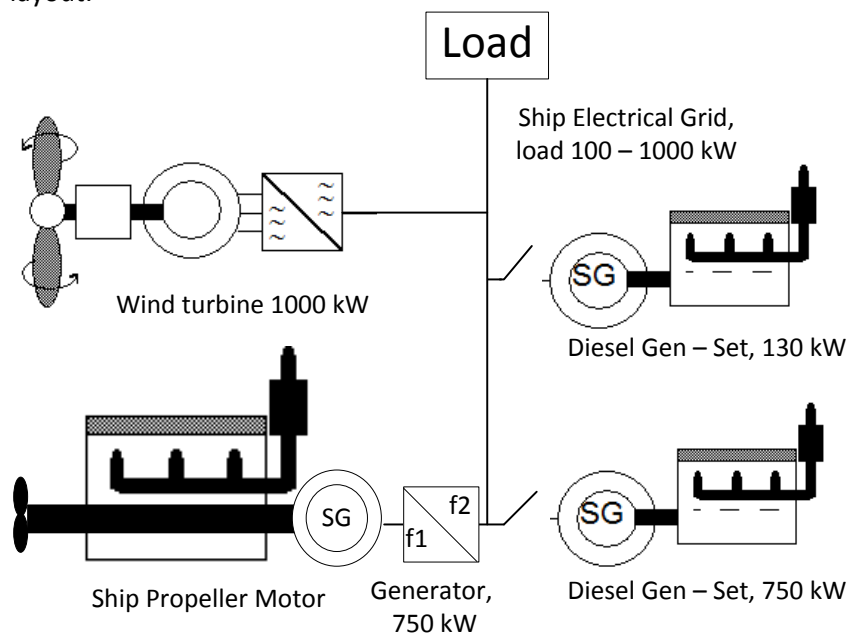 layout.
Load
Ship Electrical Grid,
load 100 – 1000 kW
~
~
~
~
~
~
Wind turbine 1000 kW
SG
Diesel Gen – Set, 130 kW
SG
f2
f1
SG
Ship Propeller Motor
Generator,
750 kW
Diesel Gen – Set, 750 kW